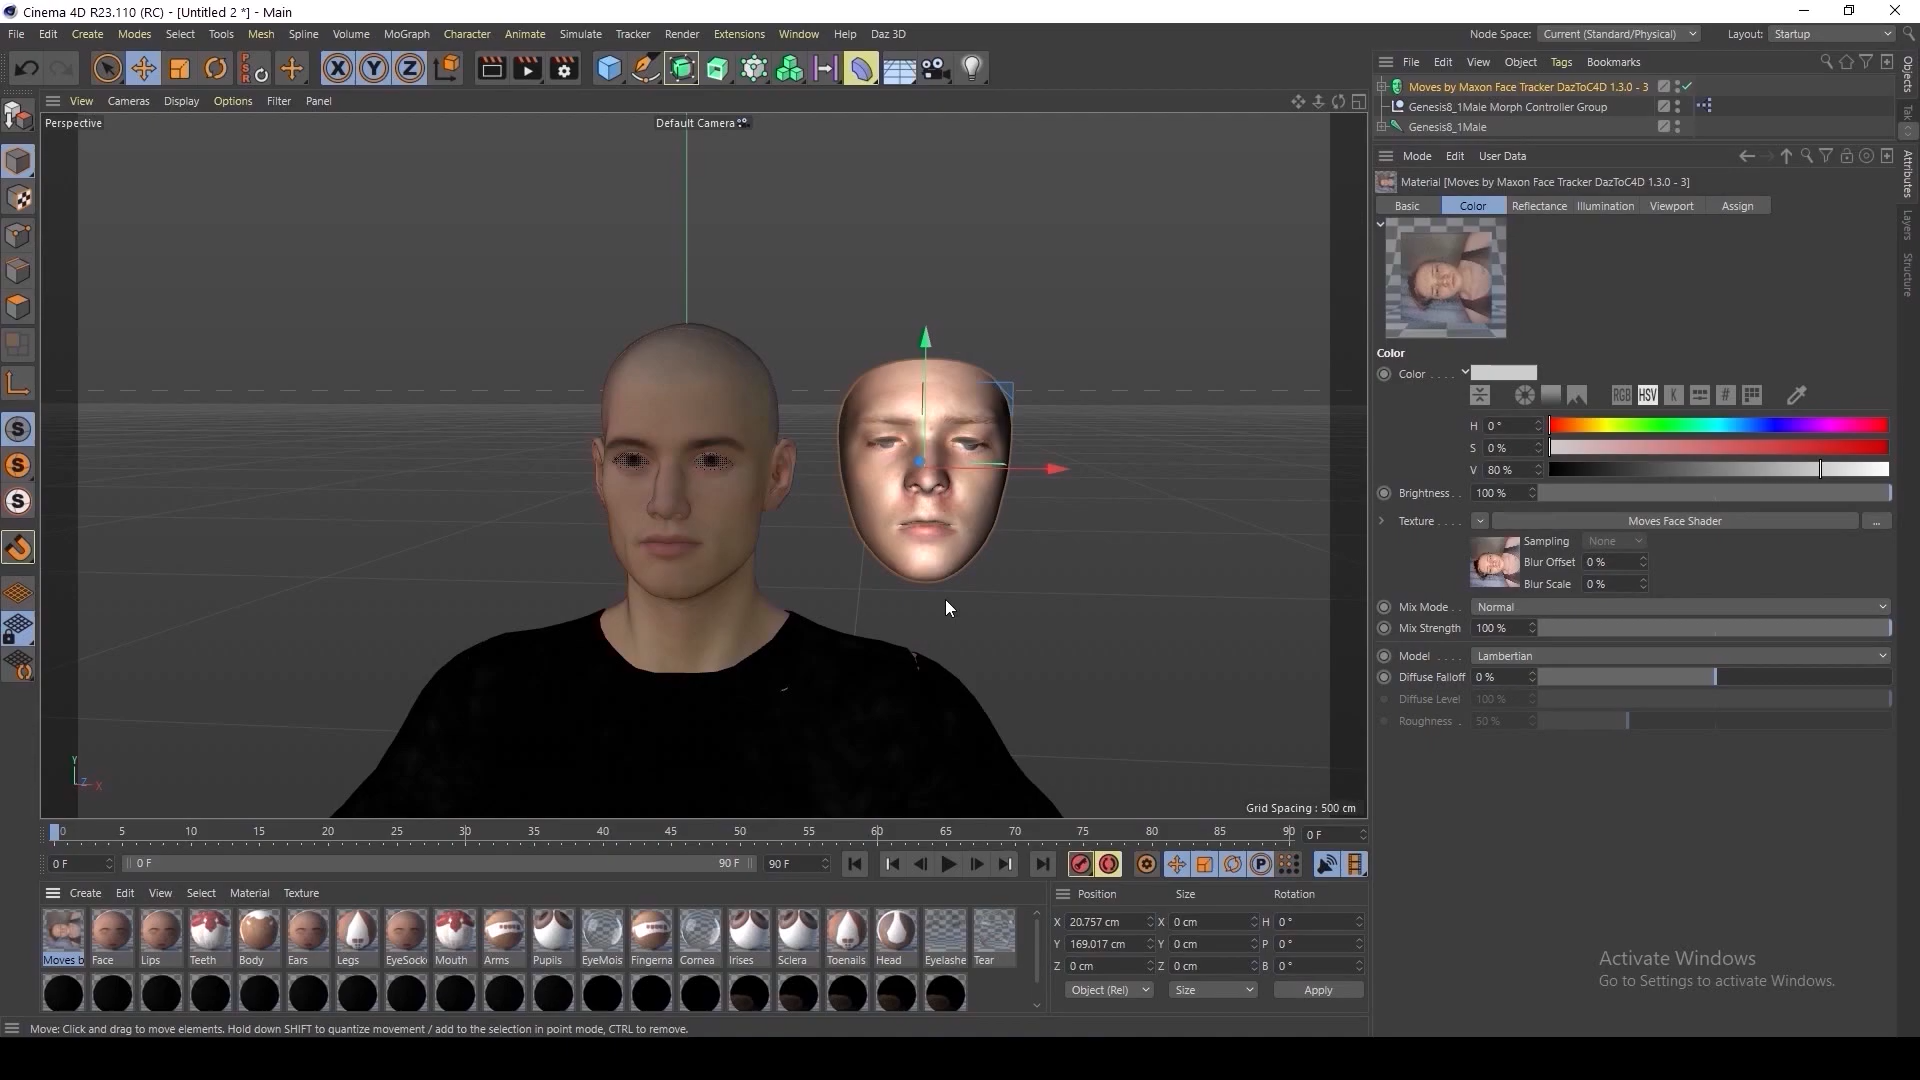 Cinema 4D R23.110 (RC) - [Untitled 2 *] - Main
File Edit Create Modes Select Tools Mesh Spline Volume MoGraph Character Animate Simulate Tracker Render Extensions Window Help Daz 3D
Node Space: Current (Standard/Physical) Layout: Startup
X Y Z
File Edit View Object Tags Bookmarks
Objects
View Cameras Display Options Filter Panel
Perspective
Default Camera
Moves by Maxon Face Tracker DazToC4D 1.3.0 - 3
Genesis8_1Male Morph Controller Group
Genesis8_1Male
Mode Edit User Data
Attributes
Layers
Structure
Material [Moves by Maxon Face Tracker DazToC4D 1.3.0 - 3]
Basic Color Reflectance Illumination Viewport Assign
Color
Color . . . .
RGB HSV K #
H 0 °
S 0 %
V 80 %
Brightness . . 100 %
Texture . . . . Moves Face Shader ...
Sampling None
Blur Offset 0 %
Blur Scale 0 %
Mix Mode . . Normal
Mix Strength 100 %
Model . . . . Lambertian
Diffuse Falloff 0 %
Diffuse Level 100 %
Roughness . 50 %
Y
Z X
Grid Spacing : 500 cm
0 5 10 15 20 25 30 35 40 45 50 55 60 65 70 75 80 85 90 0 F
0 F 0 F 90 F 90 F
P
Create Edit View Select Material Texture
Moves b Face Lips Teeth Body Ears Legs EyeSock Mouth Arms Pupils EyeMois Fingerna Cornea Irises Sclera Toenails Head Eyelashe Tear
Position Size Rotation
X 20.757 cm X 0 cm H 0 °
Y 169.017 cm Y 0 cm P 0 °
Z 0 cm Z 0 cm B 0 °
Object (Rel) Size Apply
Activate Windows
Go to Settings to activate Windows.
Move: Click and drag to move elements. Hold down SHIFT to quantize movement / add to the selection in point mode, CTRL to remove.